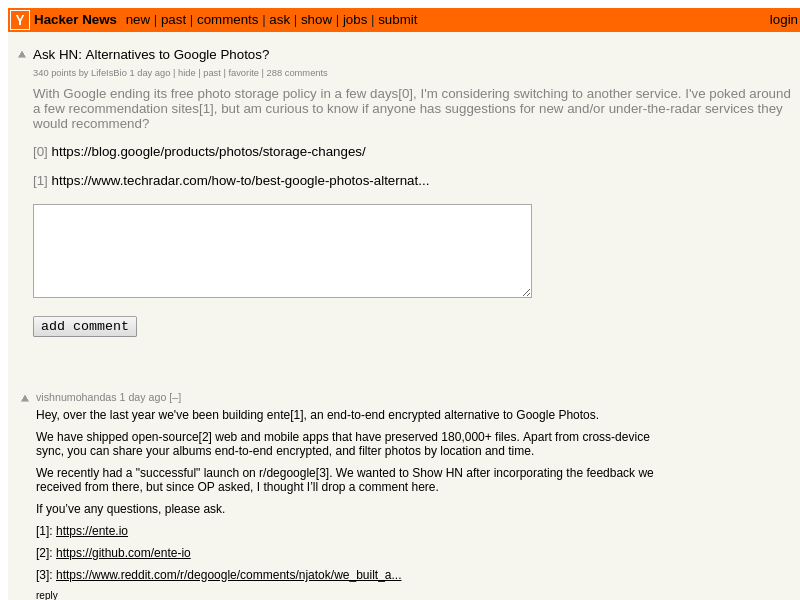 Y Hacker News new | past | comments | ask | show | jobs | submit login
Ask HN: Alternatives to Google Photos?
340 points by LifeIsBio 1 day ago | hide | past | favorite | 288 comments
With Google ending its free photo storage policy in a few days[0], I'm considering switching to another service. I've poked around
a few recommendation sites[1], but am curious to know if anyone has suggestions for new and/or under-the-radar services they
would recommend?
[0] https://blog.google/products/photos/storage-changes/
[1] https://www.techradar.com/how-to/best-google-photos-alternat...
add comment
vishnumohandas 1 day ago [–]
Hey, over the last year we've been building ente[1], an end-to-end encrypted alternative to Google Photos.
We have shipped open-source[2] web and mobile apps that have preserved 180,000+ files. Apart from cross-device
sync, you can share your albums end-to-end encrypted, and filter photos by location and time.
We recently had a "successful" launch on r/degoogle[3]. We wanted to Show HN after incorporating the feedback we
received from there, but since OP asked, I thought I’ll drop a comment here.
If you’ve any questions, please ask.
[1]: https://ente.io
[2]: https://github.com/ente-io
[3]: https://www.reddit.com/r/degoogle/comments/njatok/we_built_a...
reply